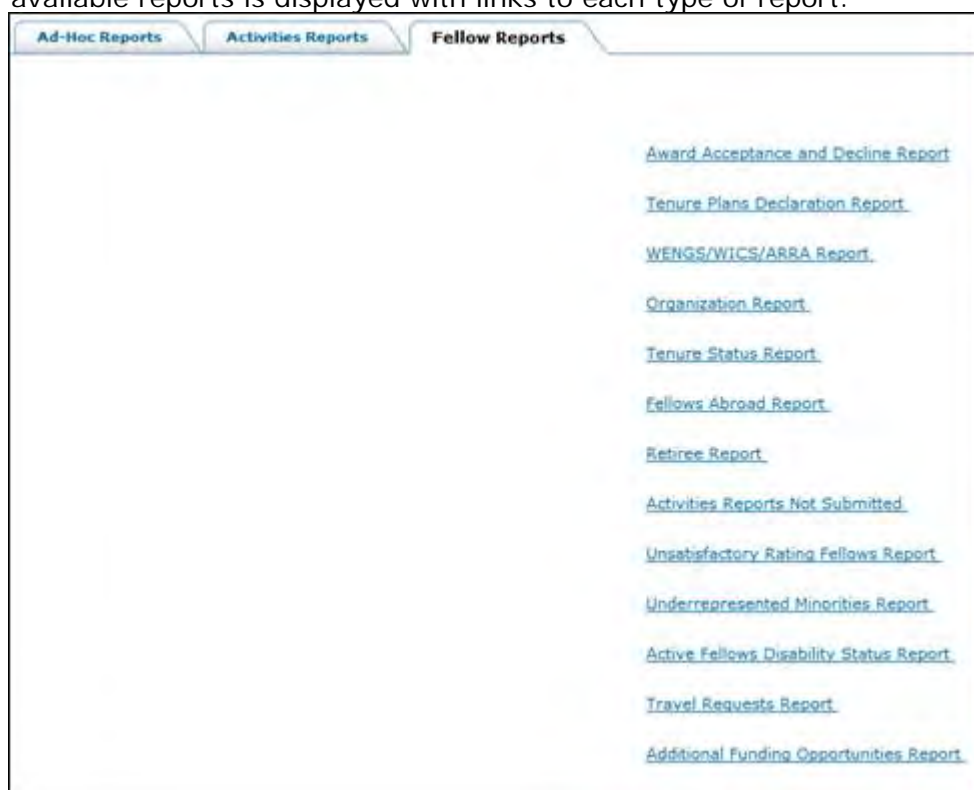 available reports is displayed with links to each type of report.
Ad-Hoc Reports Activities Reports Fellow Reports
Award Acceptance and Decline Report
Tenure Plans Declaration Report
WENGS/WICS/ARRA Report
Organization Report
Tenure Status Report
Fellows Abroad Report
Retiree Report
Activities Reports Not Submitted
Unsatisfactory Rating Fellows Report
Underrepresented Minorities Report
Active Fellows Disability Status Report
Travel Requests Report
Additional Funding Opportunities Report